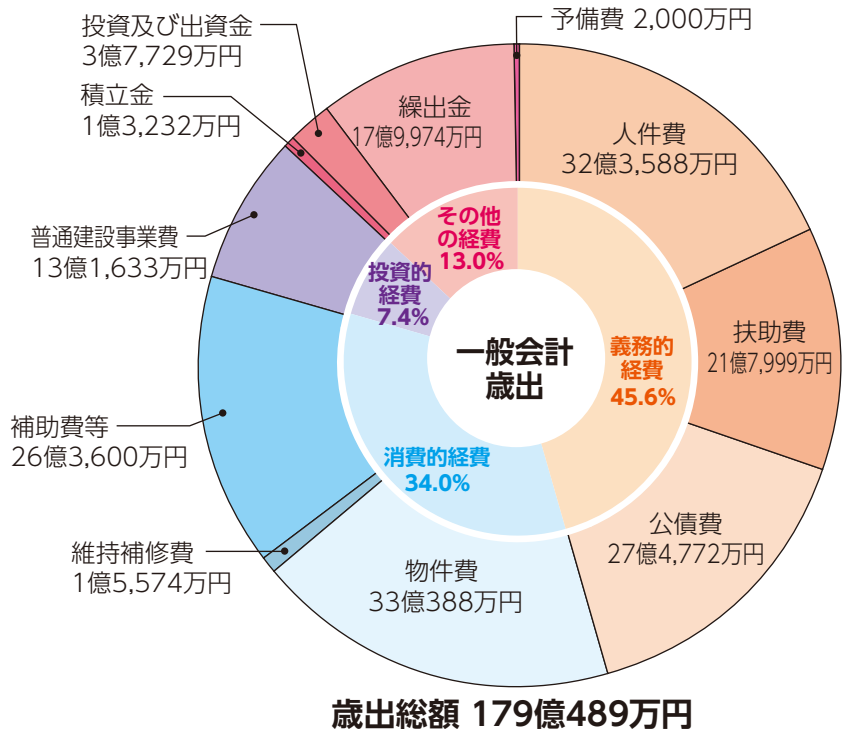 予備費 2,000万円
投資及び出資金
3億7,729万円
積立金
1億3,232万円
繰出金
17億9,974万円
人件費
32億3,588万円
普通建設事業費
13億1,633万円
その他
の経費
13.0%
投資的
経費
7.4%
一般会計
歳出
義務的
経費
45.6%
扶助費
21億7,999万円
補助費等
26億3,600万円
消費的経費
34.0%
公債費
27億4,772万円
維持補修費
1億5,574万円
物件費
33億388万円
歳出総額 179億489万円